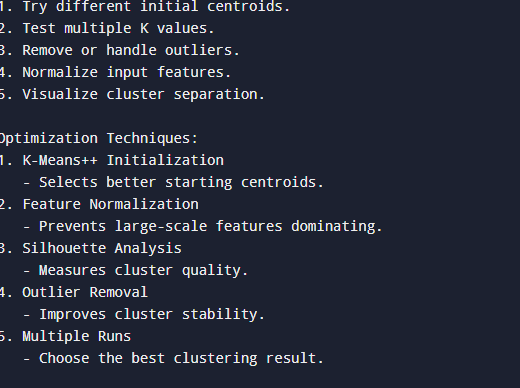 1. Try different initial centroids.
2. Test multiple K values.
3. Remove or handle outliers.
4. Normalize input features.
5. Visualize cluster separation.
Optimization Techniques:
1. K-Means++ Initialization
- Selects better starting centroids.
2. Feature Normalization
- Prevents large-scale features dominating.
3. Silhouette Analysis
- Measures cluster quality.
4. Outlier Removal
- Improves cluster stability.
5. Multiple Runs
- Choose the best clustering result.